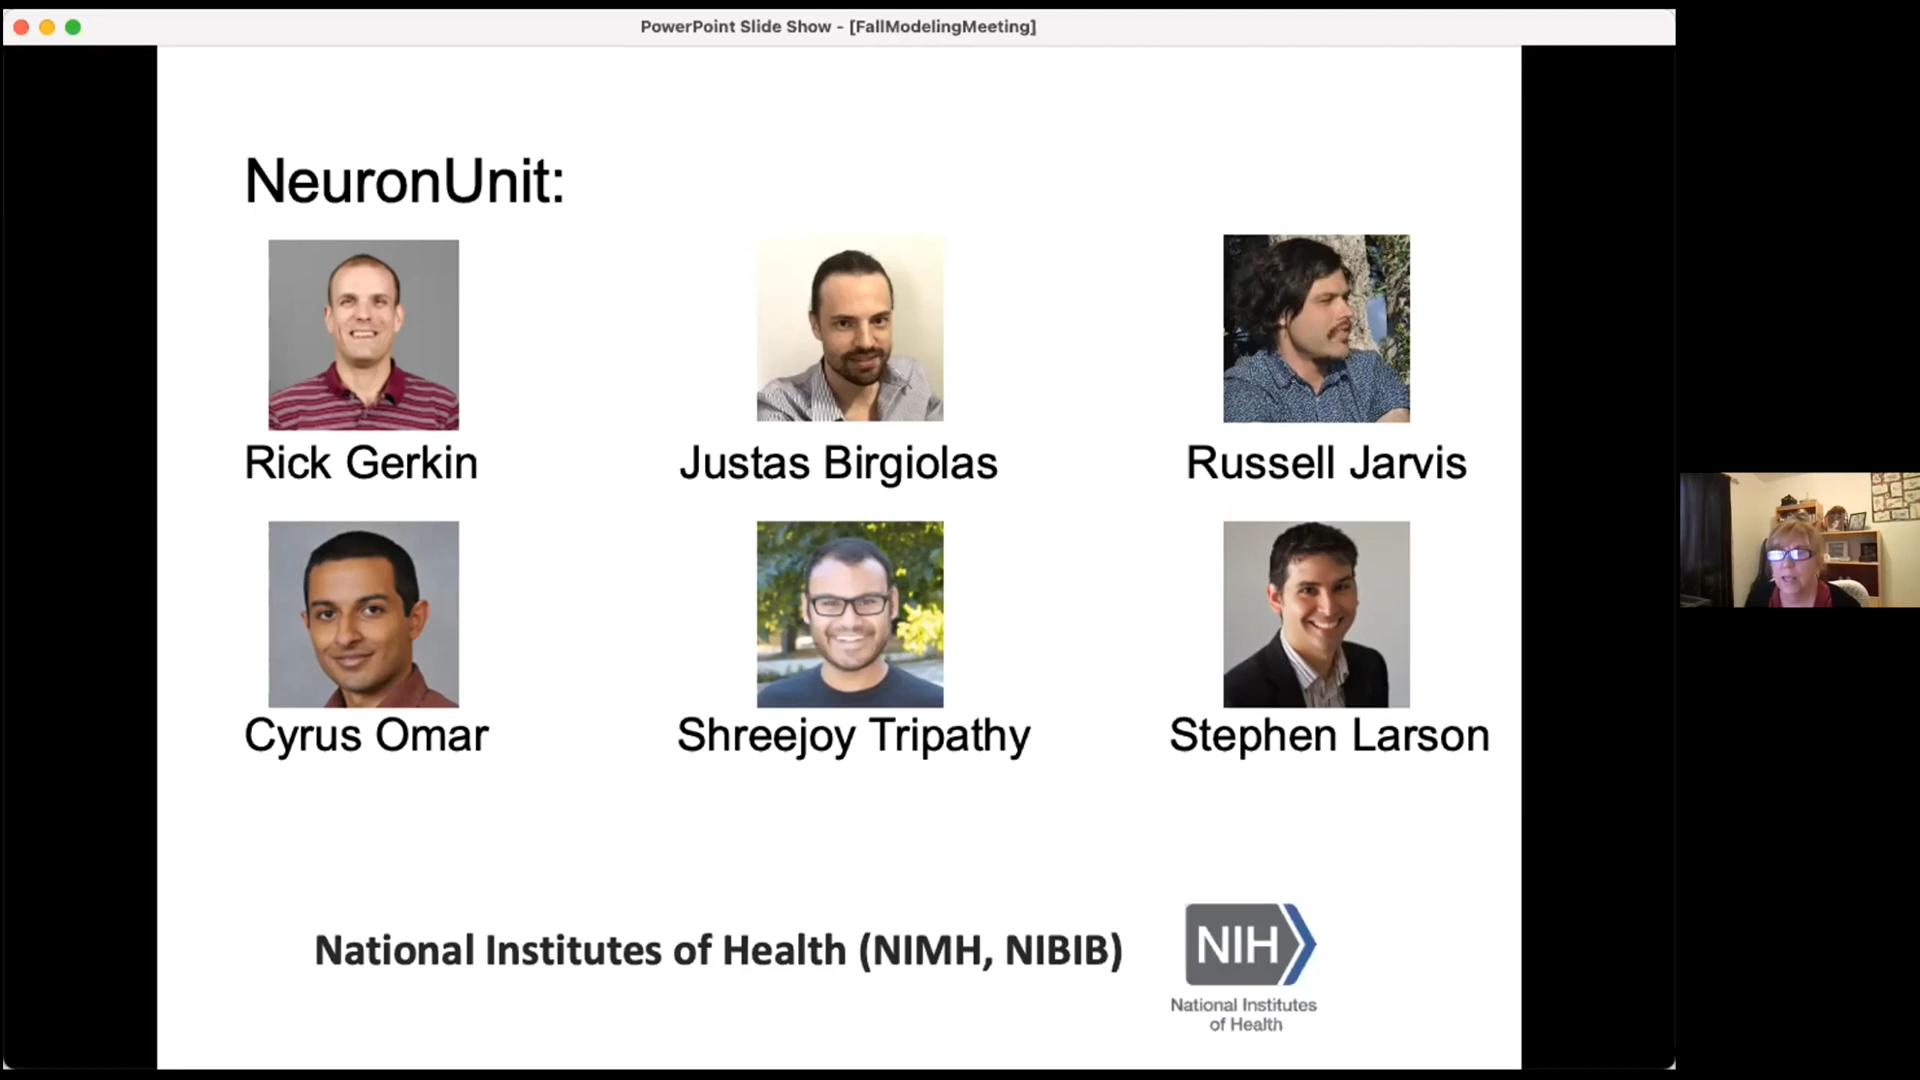 PowerPoint Slide Show - [FallModelingMeeting]
NeuronUnit:
Rick Gerkin
Justas Birgiolas
Russell Jarvis
Cyrus Omar
Shreejoy Tripathy
Stephen Larson
National Institutes of Health (NIMH, NIBIB)
NIH
National Institutes
of Health